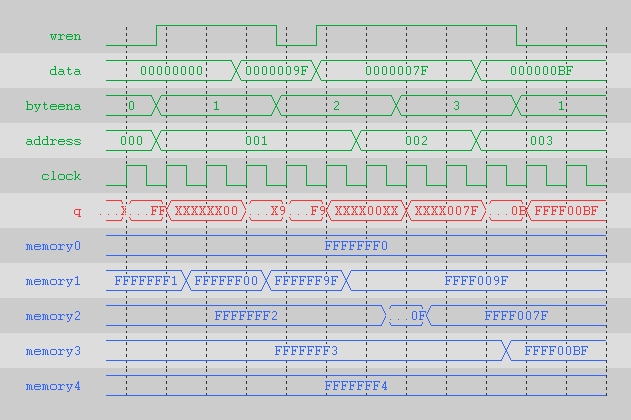 wren
data 00000000 0000009F 0000007F 000000BF
byteena 0 1 2 3 1
address 000 001 002 003
clock
q ...X ...FF XXXXXX00 ...X9 ...F9 XXXX00XX XXXX007F ...0B FFFF00BF
memory0 FFFFFFF0
memory1 FFFFFFF1 FFFFFF00 FFFFFF9F FFFF009F
memory2 FFFFFFF2 ...0F FFFF007F
memory3 FFFFFFF3 FFFF00BF
memory4 FFFFFFF4